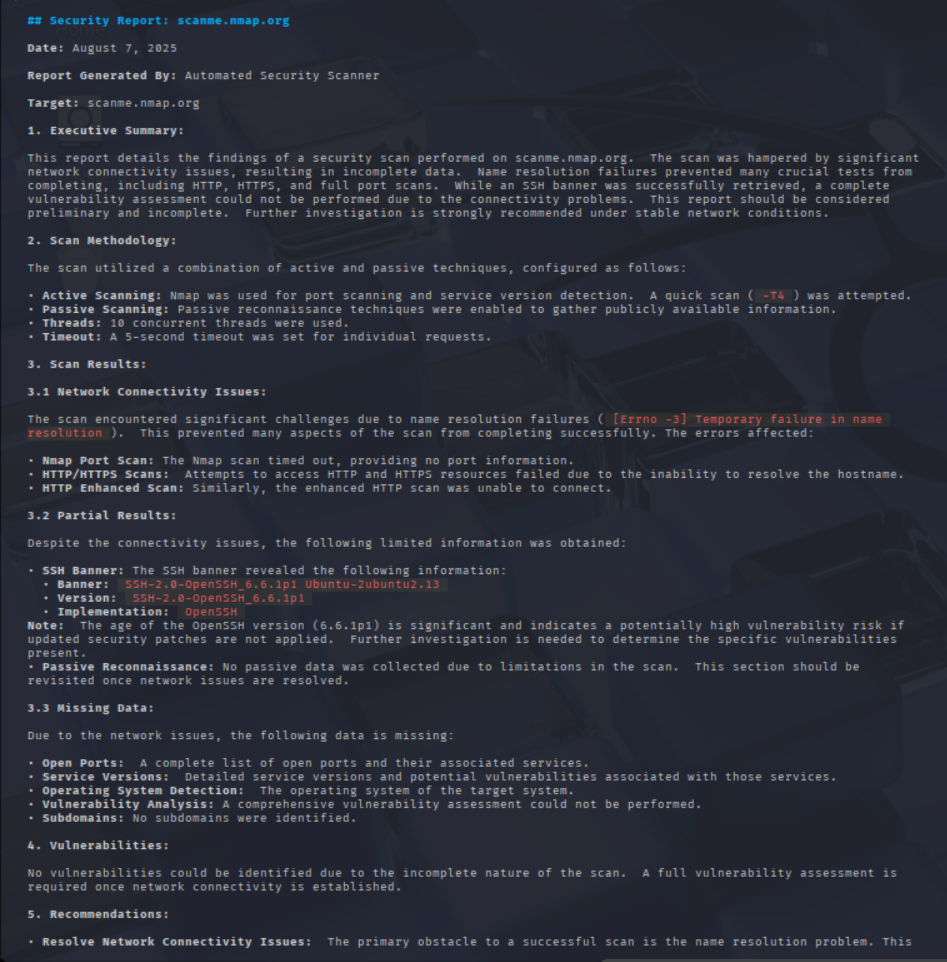 ## Security Report: scanme.nmap.org
Date: August 7, 2025
Report Generated By: Automated Security Scanner
Target: scanme.nmap.org
1. Executive Summary:
This report details the findings of a security scan performed on scanme.nmap.org.  The scan was hampered by significant
network connectivity issues, resulting in incomplete data.  Name resolution failures prevented many crucial tests from
completing, including HTTP, HTTPS, and full port scans.  While an SSH banner was successfully retrieved, a complete
vulnerability assessment could not be performed due to the connectivity problems.  This report should be considered
preliminary and incomplete.  Further investigation is strongly recommended under stable network conditions.
2. Scan Methodology:
The scan utilized a combination of active and passive techniques, configured as follows:
• Active Scanning: Nmap was used for port scanning and service version detection.  A quick scan ( -T4 ) was attempted.
• Passive Scanning: Passive reconnaissance techniques were enabled to gather publicly available information.
• Threads: 10 concurrent threads were used.
• Timeout: A 5-second timeout was set for individual requests.
3. Scan Results:
3.1 Network Connectivity Issues:
The scan encountered significant challenges due to name resolution failures ( [Errno -3] Temporary failure in name
resolution ).  This prevented many aspects of the scan from completing successfully. The errors affected:
• Nmap Port Scan: The Nmap scan timed out, providing no port information.
• HTTP/HTTPS Scans:  Attempts to access HTTP and HTTPS resources failed due to the inability to resolve the hostname.
• HTTP Enhanced Scan: Similarly, the enhanced HTTP scan was unable to connect.
3.2 Partial Results:
Despite the connectivity issues, the following limited information was obtained:
• SSH Banner: The SSH banner revealed the following information:
• Banner:  SSH-2.0-OpenSSH_6.6.1p1 Ubuntu-2ubuntu2.13
• Version:  SSH-2.0-OpenSSH_6.6.1p1
• Implementation:  OpenSSH
Note:  The age of the OpenSSH version (6.6.1p1) is significant and indicates a potentially high vulnerability risk if
updated security patches are not applied.  Further investigation is needed to determine the specific vulnerabilities
present.
• Passive Reconnaissance: No passive data was collected due to limitations in the scan.  This section should be
revisited once network issues are resolved.
3.3 Missing Data:
Due to the network issues, the following data is missing:
• Open Ports:  A complete list of open ports and their associated services.
• Service Versions:  Detailed service versions and potential vulnerabilities associated with those services.
• Operating System Detection:  The operating system of the target system.
• Vulnerability Analysis: A comprehensive vulnerability assessment could not be performed.
• Subdomains: No subdomains were identified.
4. Vulnerabilities:
No vulnerabilities could be identified due to the incomplete nature of the scan.  A full vulnerability assessment is
required once network connectivity is established.
5. Recommendations:
• Resolve Network Connectivity Issues:  The primary obstacle to a successful scan is the name resolution problem. This